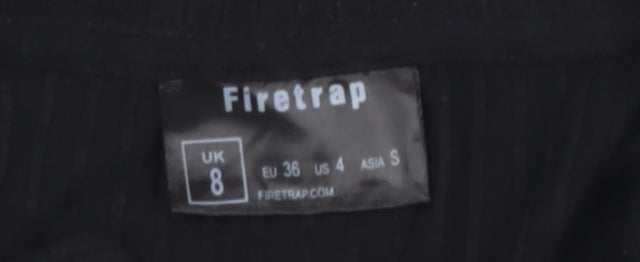 Firetrap
UK
8
EU 36 US 4 ASIA S
FIRETRAP.COM